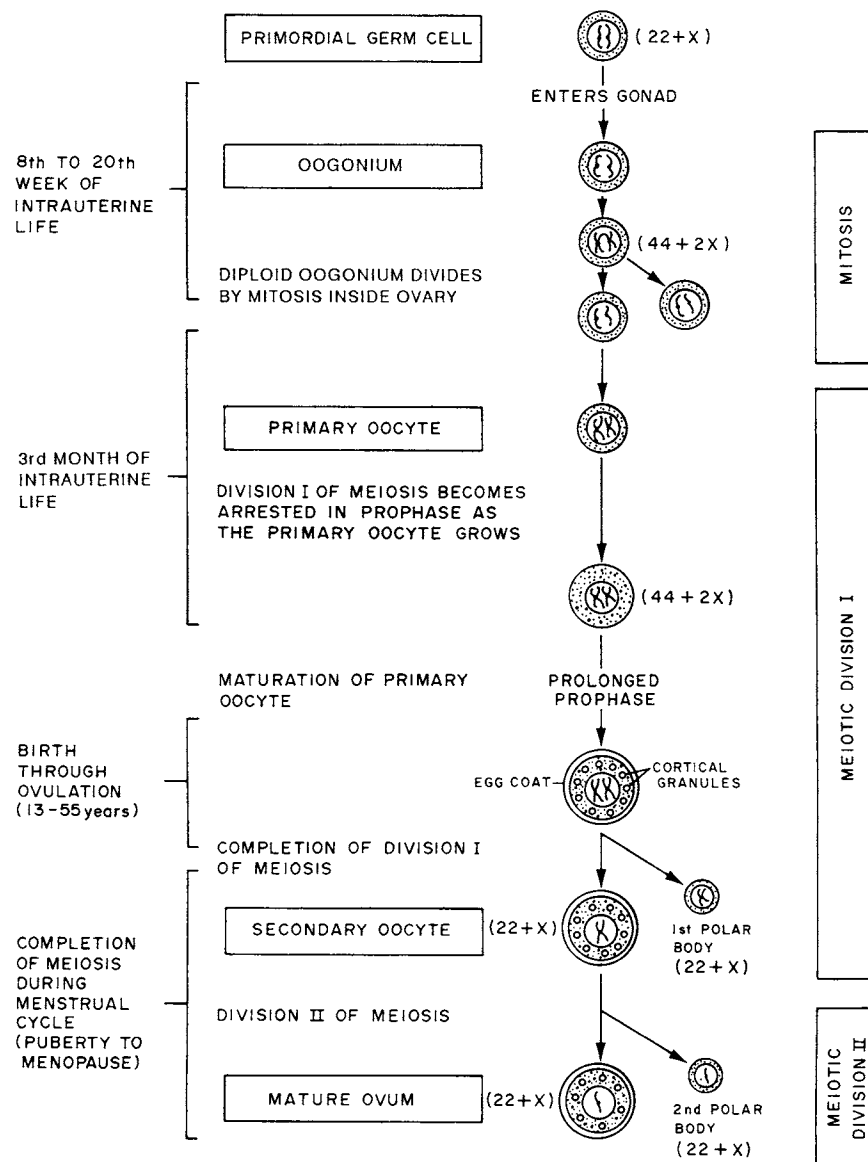 PRIMORDIAL GERM CELL
(22+X)
ENTERS GONAD
8th TO 20th
WEEK OF
INTRAUTERINE
LIFE
OOGONIUM
(44+2X)
DIPLOID OOGONIUM DIVIDES
BY MITOSIS INSIDE OVARY
MITOSIS
3rd MONTH OF
INTRAUTERINE
LIFE
PRIMARY OOCYTE
DIVISION I OF MEIOSIS BECOMES
ARRESTED IN PROPHASE AS
THE PRIMARY OOCYTE GROWS
(44+2X)
MEIOTIC DIVISION I
MATURATION OF PRIMARY
OOCYTE
PROLONGED
PROPHASE
BIRTH
THROUGH
OVULATION
(13-55years)
EGG COAT
CORTICAL
GRANULES
COMPLETION OF DIVISION I
OF MEIOSIS
COMPLETION
OF MEIOSIS
DURING
MENSTRUAL
CYCLE
(PUBERTY TO
MENOPAUSE)
SECONDARY OOCYTE
(22+X)
1st POLAR
BODY
(22+X)
DIVISION II OF MEIOSIS
MATURE OVUM
(22+X)
2nd POLAR
BODY
(22+X)
MEIOTIC
DIVISION II